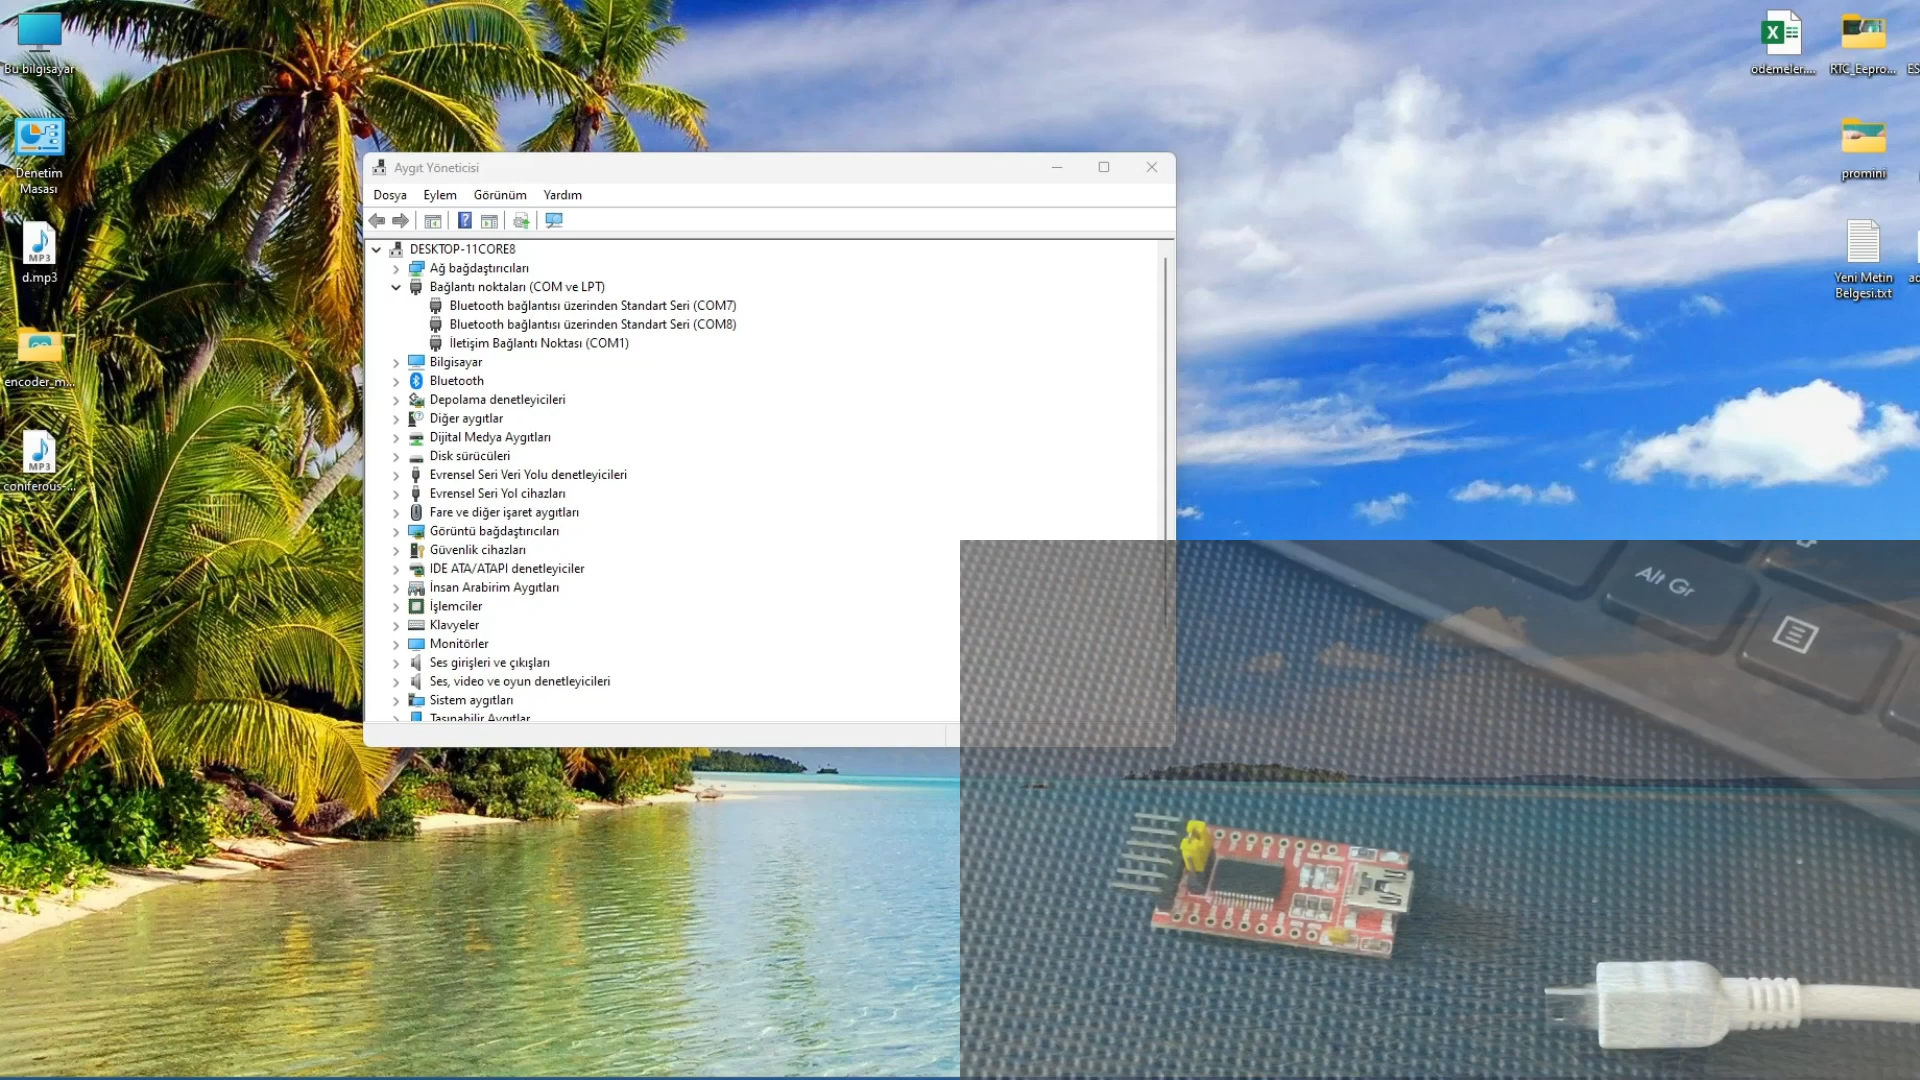 Bu bilgisayar
Denetim
Masası
MP3
d.mp3
encoder_m...
MP3
coniferous-...
Aygıt Yöneticisi
Dosya Eylem Görünüm Yardım
DESKTOP-11CORE8
Ağ bağdaştırıcıları
Bağlantı noktaları (COM ve LPT)
Bluetooth bağlantısı üzerinden Standart Seri (COM7)
Bluetooth bağlantısı üzerinden Standart Seri (COM8)
İletişim Bağlantı Noktası (COM1)
Bilgisayar
Bluetooth
Depolama denetleyicileri
Diğer aygıtlar
Dijital Medya Aygıtları
Disk sürücüleri
Evrensel Seri Veri Yolu denetleyicileri
Evrensel Seri Yol cihazları
Fare ve diğer işaret aygıtları
Görüntü bağdaştırıcıları
Güvenlik cihazları
IDE ATA/ATAPI denetleyiciler
İnsan Arabirim Aygıtları
İşlemciler
Klavyeler
Monitörler
Ses girişleri ve çıkışları
Ses, video ve oyun denetleyicileri
Sistem aygıtları
Taşınabilir Aygıtlar
odemeler....
RTC_Eepro...
ES
promini
Yeni Metin
Belgesi.txt
Alt Gr